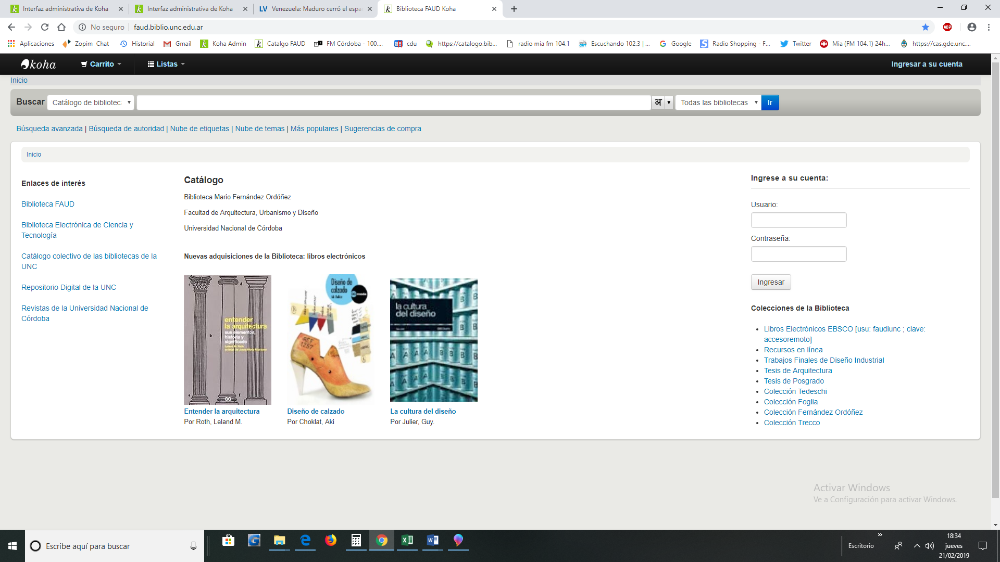 Interfaz administrativa de Koha
Interfaz administrativa de Koha
Venezuela: Maduro cerró el espa
Biblioteca FAUD Koha
No seguro
faud.biblio.unc.edu.ar
ABP
Aplicaciones
Zopim Chat
Historial
Gmail
Koha Admin
Catalgo FAUD
FM Córdoba - 100....
cdu
https://catalogo.bib...
radio mia fm 104.1
Escuchando 102.3 | ...
Google
Radio Shopping - F...
Twitter
Mia (FM 104.1) 24h...
https://cas.gde.unc....
koha
Carrito
Listas
Ingresar a su cuenta
Inicio
Buscar
Catálogo de bibliotec
अ
Todas las bibliotecas
Ir
Búsqueda avanzada | Búsqueda de autoridad | Nube de etiquetas | Nube de temas | Más populares | Sugerencias de compra
Inicio
Enlaces de interés
Biblioteca FAUD
Biblioteca Electrónica de Ciencia y
Tecnología
Catálogo colectivo de las bibliotecas de la
UNC
Repositorio Digital de la UNC
Revistas de la Universidad Nacional de
Córdoba
Catálogo
Biblioteca Mario Fernández Ordóñez
Facultad de Arquitectura, Urbanismo y Diseño
Universidad Nacional de Córdoba
Nuevas adquisiciones de la Biblioteca: libros electrónicos
entender
la arquitectura
sus elementos,
historia y
significado
Leland M. Roth
GG
Diseño de
calzado
REF
1257
la cultura
del diseño
Entender la arquitectura
Por Roth, Leland M.
Diseño de calzado
Por Choklat, Aki
La cultura del diseño
Por Julier, Guy.
Ingrese a su cuenta:
Usuario:
Contraseña:
Ingresar
Colecciones de la Biblioteca
Libros Electrónicos EBSCO [usu: faudiunc ; clave:
accesoremoto]
Recursos en línea
Trabajos Finales de Diseño Industrial
Tesis de Arquitectura
Tesis de Posgrado
Colección Tedeschi
Colección Foglia
Colección Fernández Ordóñez
Colección Trecco
Activar Windows
Ve a Configuración para activar Windows.
Escribe aquí para buscar
Escritorio
18:34
jueves
21/02/2019